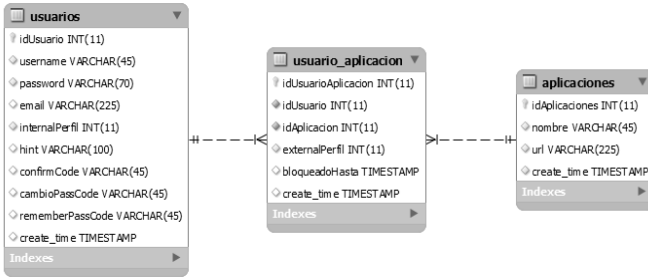 usuarios
idUsuario INT(11)
username VARCHAR(45)
password VARCHAR(70)
email VARCHAR(225)
internalPerfil INT(11)
hint VARCHAR(100)
confirmCode VARCHAR(45)
cambioPassCode VARCHAR(45)
rememberPassCode VARCHAR(45)
create_time TIMESTAMP
Indexes
usuario_aplicacion
idUsuarioAplicacion INT(11)
idUsuario INT(11)
idAplicacion INT(11)
externalPerfil INT(11)
bloqueadoHasta TIMESTAMP
create_time TIMESTAMP
Indexes
aplicaciones
idAplicaciones INT(11)
nombre VARCHAR(45)
url VARCHAR(225)
create_time TIMESTAMP
Indexes